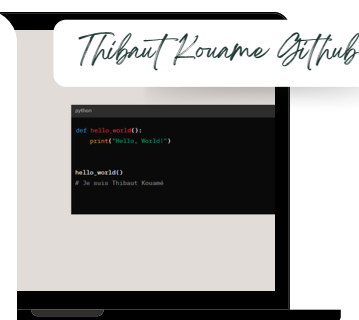 Thibaut Kouame Github
python
def hello_world():
print("Hello, World!")
hello_world()
# Je suis Thibaut Kouamé